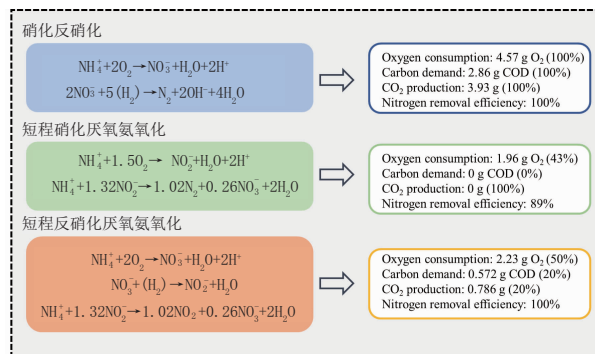 硝化反硝化
NH₄⁺+2O₂→NO₃⁻+H₂O+2H⁺
2NO₃⁻+5(H₂)→N₂+2OH⁻+4H₂O
Oxygen consumption: 4.57 g O₂ (100%)
Carbon demand: 2.86 g COD (100%)
CO₂ production: 3.93 g (100%)
Nitrogen removal efficiency: 100%
短程硝化厌氧氨氧化
NH₄⁺+1.5O₂→ NO₂⁻+H₂O+2H⁺
NH₄⁺+1.32NO₂⁻→1.02N₂+0.26NO₃⁻+2H₂O
Oxygen consumption: 1.96 g O₂ (43%)
Carbon demand: 0 g COD (0%)
CO₂ production: 0 g (100%)
Nitrogen removal efficiency: 89%
短程反硝化厌氧氨氧化
NH₄⁺+2O₂→NO₃⁻+H₂O+2H⁺
NO₃⁻+(H₂)→NO₂⁻+H₂O
NH₄⁺+1.32NO₂⁻→1.02NO₂+0.26NO₃⁻+2H₂O
Oxygen consumption: 2.23 g O₂ (50%)
Carbon demand: 0.572 g COD (20%)
CO₂ production: 0.786 g (20%)
Nitrogen removal efficiency: 100%